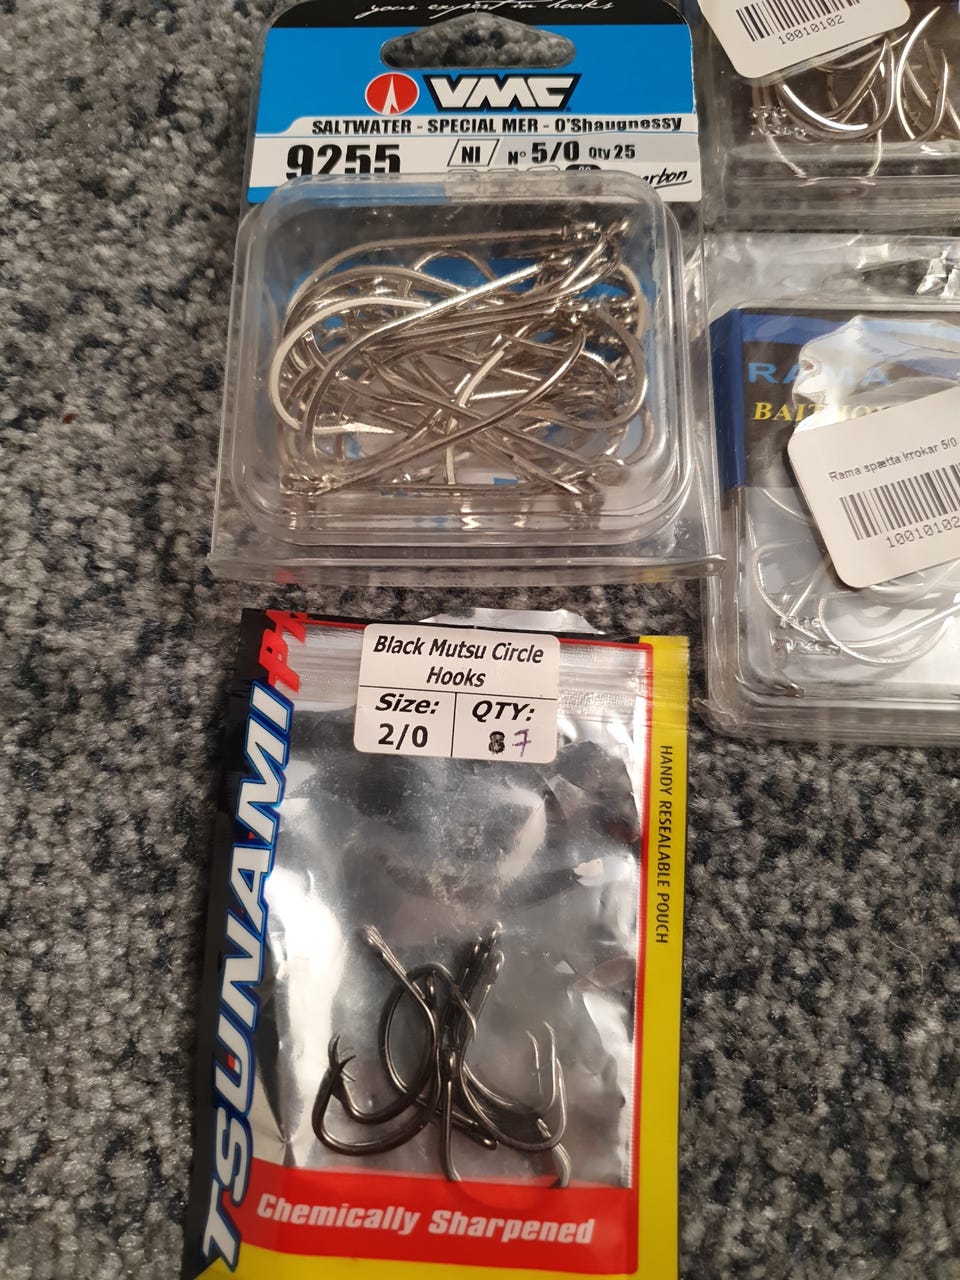 your expert in hooks
VMC
SALTWATER - SPECIAL MER - O'Shaugnessy
9255
NI
N° 5/0 Qty 25
10010102
RAMA
Rama spætta krokar 5/0
10010102
Black Mutsu Circle
Hooks
Size:
QTY:
2/0
8 7
TSUNAMI
HANDY RESEALABLE POUCH
Chemically Sharpened